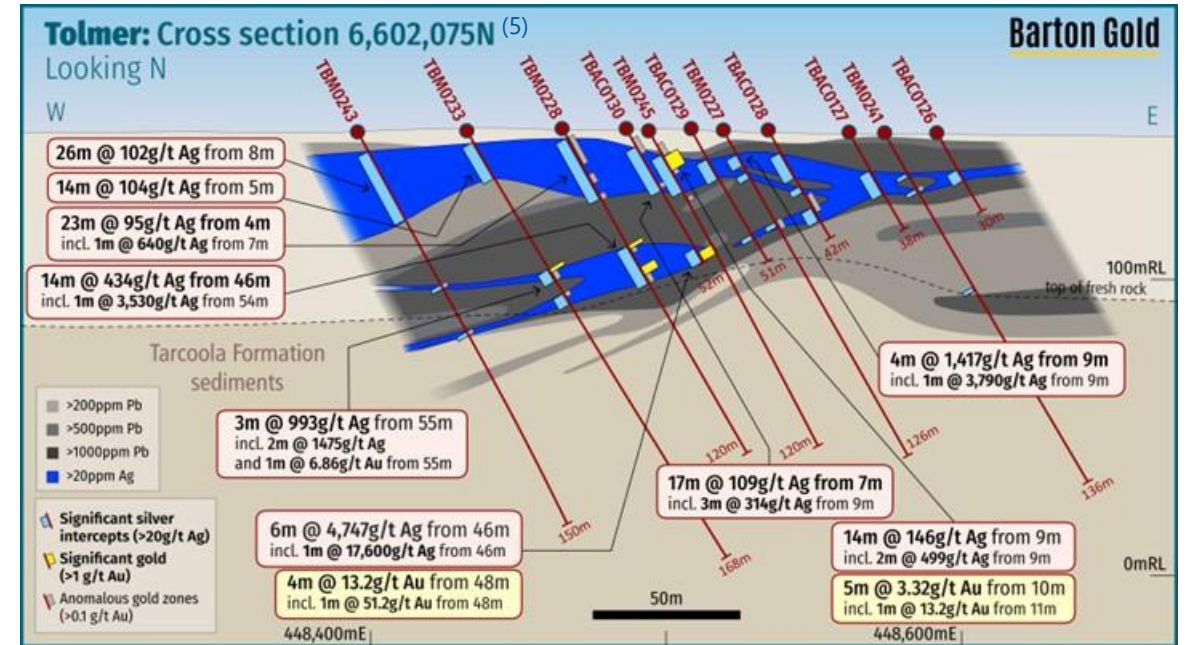 Tolmer: Cross section 6,602,075N (5)
Looking N
Barton Gold
W
E
TBM0243
TBM0233
TBM0228
TBAC0130
TBM0245
TBAC0129
TBM0227
TBAC0128
TBAC0127
TBM0241
TBAC0126
26m @ 102g/t Ag from 8m
14m @ 104g/t Ag from 5m
23m @ 95g/t Ag from 4m
incl. 1m @ 640g/t Ag from 7m
14m @ 434g/t Ag from 46m
incl. 1m @ 3,530g/t Ag from 54m
30m
38m
42m
51m
52m
100mRL
top of fresh rock
Tarcoola Formation
sediments
4m @ 1,417g/t Ag from 9m
incl. 1m @ 3,790g/t Ag from 9m
>200ppm Pb
>500ppm Pb
>1000ppm Pb
>20ppm Ag
3m @ 993g/t Ag from 55m
incl. 2m @ 1475g/t Ag
and 1m @ 6.86g/t Au from 55m
120m
120m
126m
136m
150m
168m
17m @ 109g/t Ag from 7m
incl. 3m @ 314g/t Ag from 9m
Significant silver
intercepts (>20g/t Ag)
Significant gold
(>1 g/t Au)
Anomalous gold zones
(>0.1 g/t Au)
6m @ 4,747g/t Ag from 46m
incl. 1m @ 17,600g/t Ag from 46m
4m @ 13.2g/t Au from 48m
incl. 1m @ 51.2g/t Au from 48m
14m @ 146g/t Ag from 9m
incl. 2m @ 499g/t Ag from 9m
5m @ 3.32g/t Au from 10m
incl. 1m @ 13.2g/t Au from 11m
0mRL
50m
448,400mE
448,600mE